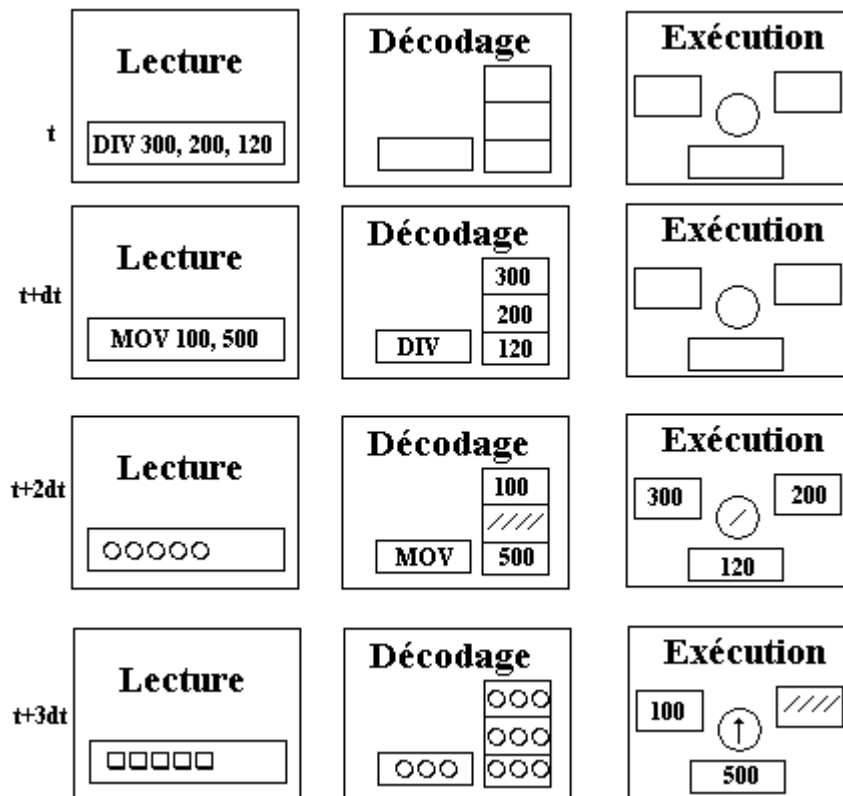 Lecture
Décodage
Exécution
t
DIV 300, 200, 120
Lecture
Décodage
Exécution
t+dt
300
200
MOV 100, 500
DIV
120
Lecture
Décodage
Exécution
t+2dt
100
300
200
/
////
MOV
500
120
Lecture
Décodage
Exécution
t+3dt
100
////
↑
500